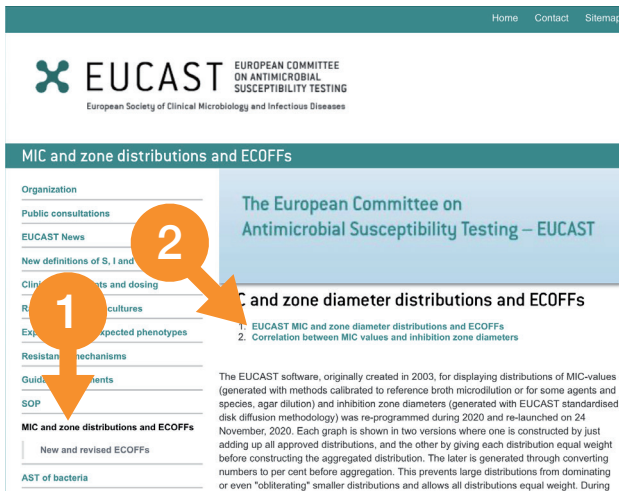 Home Contact Sitemap
EUCAST
EUROPEAN COMMITTEE
ON ANTIMICROBIAL
SUSCEPTIBILITY TESTING
European Society of Clinical Microbiology and Infectious Diseases
MIC and zone distributions and ECOFFs
Organization
Public consultations
EUCAST News
New definitions of S, I and
and dosing
cultures
phenotypes
Resistance
SOP
MIC and zone distributions and ECOFFs
New and revised ECOFFs
AST of bacteria
1
2
The European Committee on
Antimicrobial Susceptibility Testing – EUCAST
and zone diameter distributions and ECOFFs
1. EUCAST MIC and zone diameter distributions and ECOFFs
2. Correlation between MIC values and inhibition zone diameters
The EUCAST software, originally created in 2003, for displaying distributions of MIC-values
(generated with methods calibrated to reference broth microdilution or for some agents and
species, agar dilution) and inhibition zone diameters (generated with EUCAST standardised
disk diffusion methodology) was re-programmed during 2020 and re-launched on 24
November, 2020. Each graph is shown in two versions where one is constructed by just
adding up all approved distributions, and the other by giving each distribution equal weight
before constructing the aggregated distribution. The later is generated through converting
numbers to per cent before aggregation. This prevents large distributions from dominating
or even "obliterating" smaller distributions and allows all distributions equal weight. During